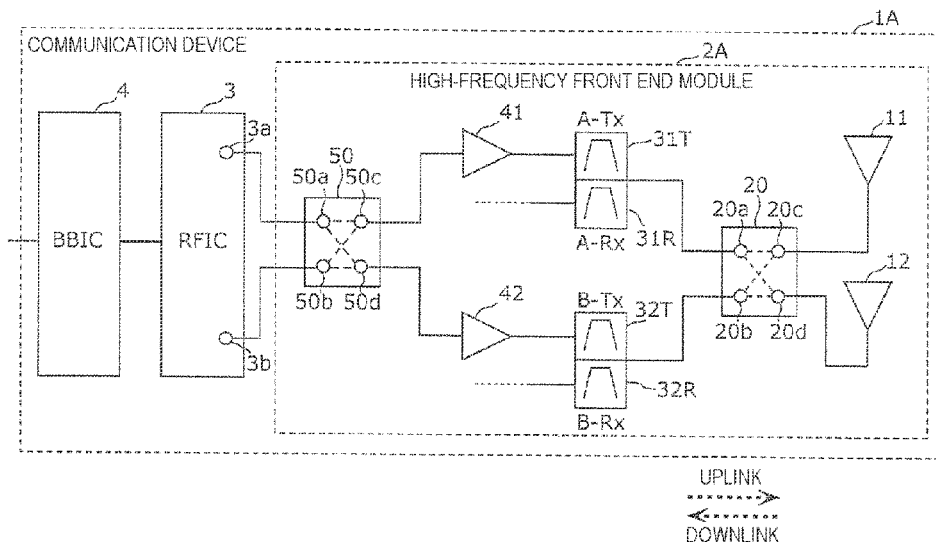 1A
COMMUNICATION DEVICE
2A
HIGH-FREQUENCY FRONT END MODULE
4
3
3a
41
A-Tx
31T
11
50
50a
50c
20
20a
20c
BBIC
RFIC
A-Rx
31R
12
50b
50d
42
B-Tx
32T
20b
20d
3b
32R
B-Rx
UPLINK
DOWNLINK